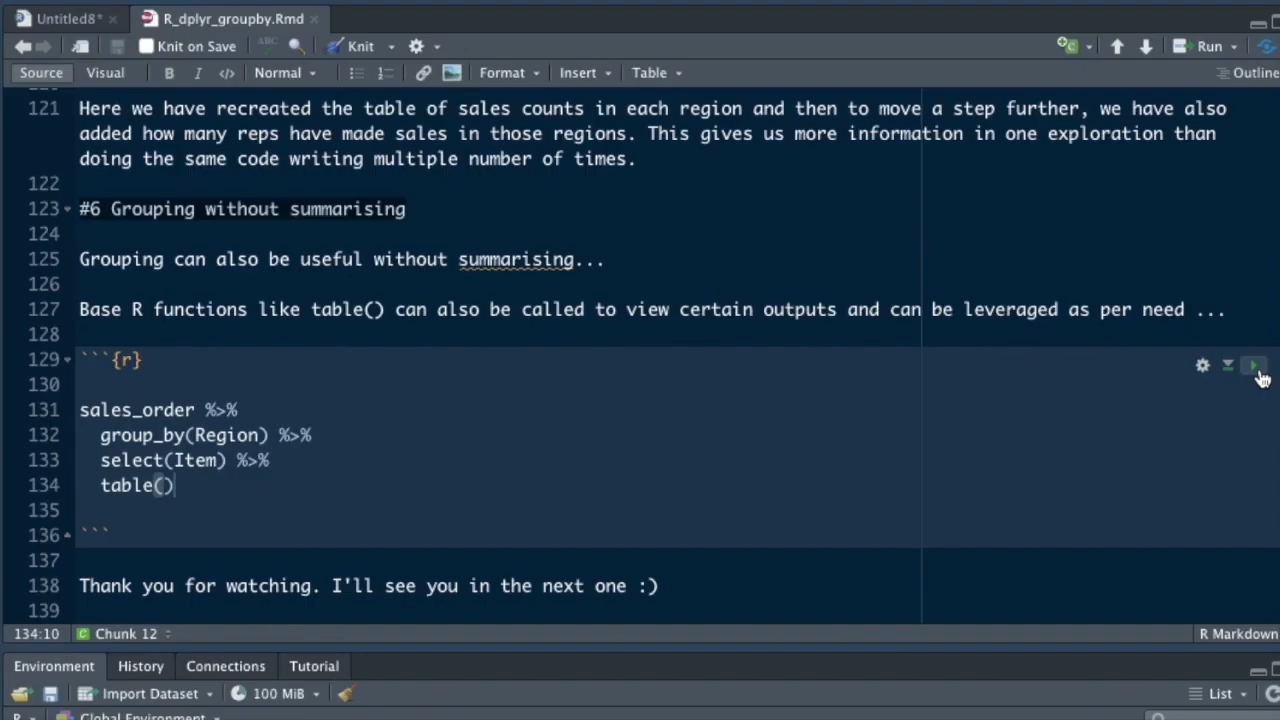 Untitled8*
R_dplyr_groupby.Rmd
Knit on Save
ABC
Knit
Run
Source
Visual
B
I
Normal
Format
Insert
Table
Outline
121 Here we have recreated the table of sales counts in each region and then to move a step further, we have also
added how many reps have made sales in those regions. This gives us more information in one exploration than
doing the same code writing multiple number of times.
122
123 #6 Grouping without summarising
124
125 Grouping can also be useful without summarising...
126
127 Base R functions like table() can also be called to view certain outputs and can be leveraged as per need ...
128
129 ```{r}
130
131 sales_order %>%
132 group_by(Region) %>%
133 select(Item) %>%
134 table()
135
136 ```
137
138 Thank you for watching. I'll see you in the next one :)
139
134:10
Chunk 12
R Markdown
Environment
History
Connections
Tutorial
Import Dataset
100 MiB
List
R
Global Environment